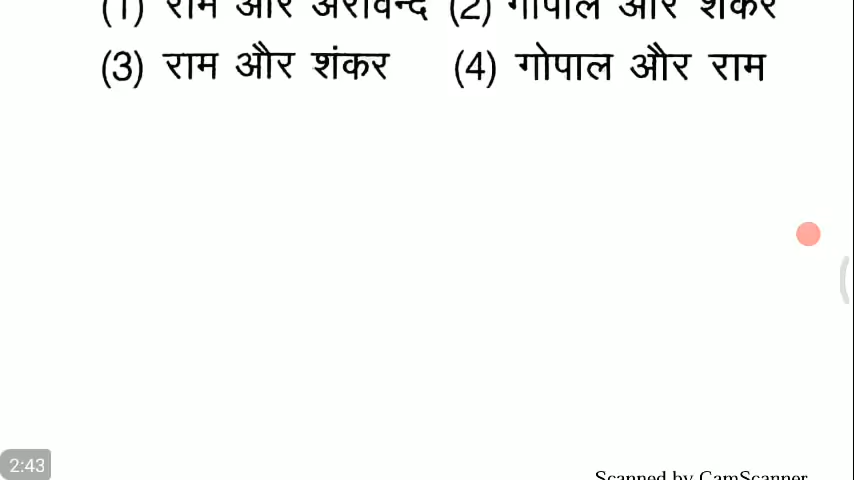 (1) राम और अरविन्द (2) गोपाल और शंकर
(3) राम और शंकर (4) गोपाल और राम
2:43
Scanned by CamScanner